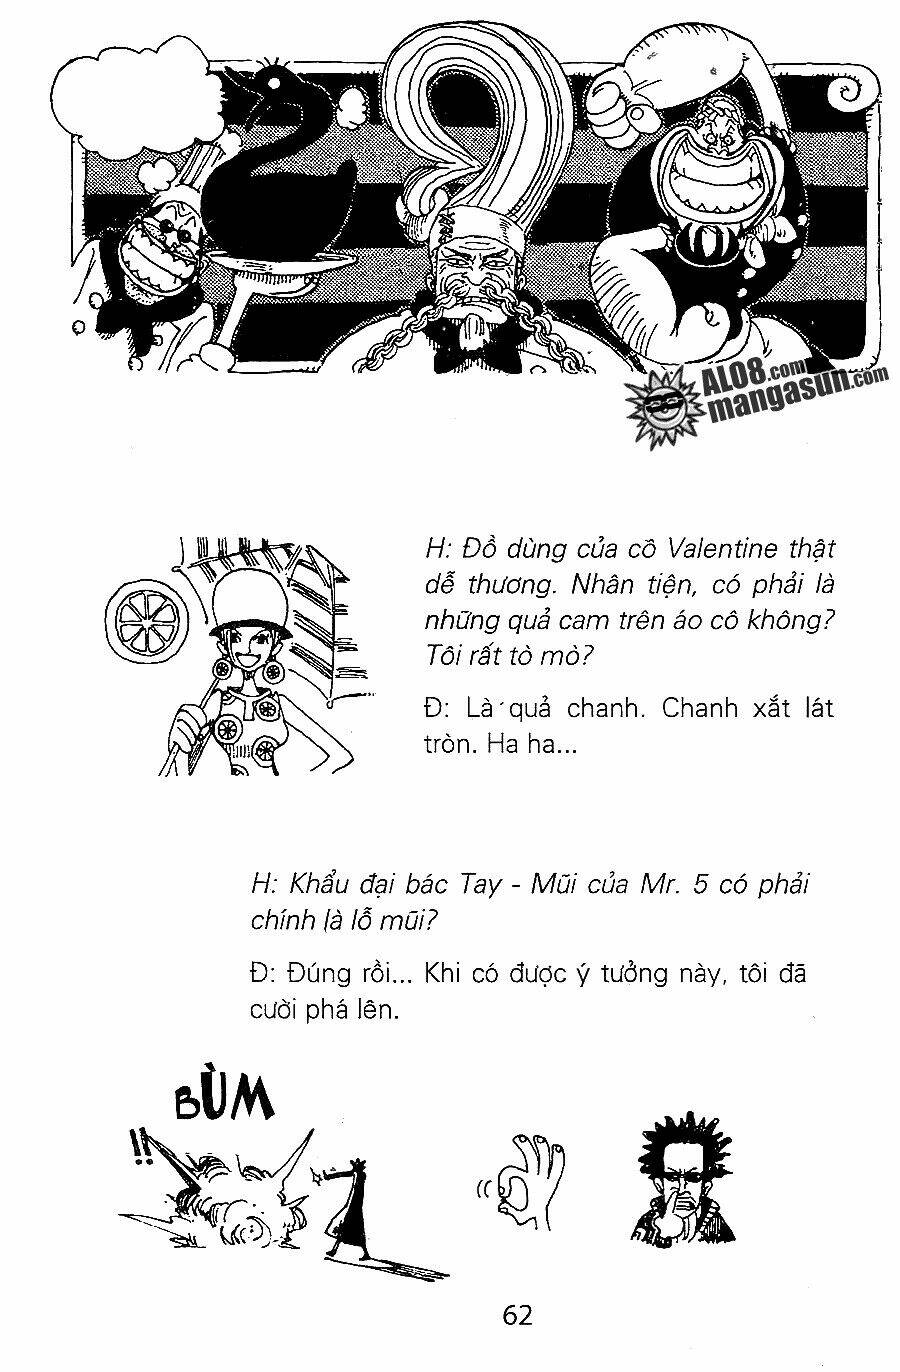 AL08.com
mangasun.com
H: Đồ dùng của cô Valentine thật
dễ thương. Nhân tiện, có phải là
những quả cam trên áo cô không?
Tôi rất tò mò?
Đ: Là quả chanh. Chanh xắt lát
tròn. Ha ha...
H: Khẩu đại bác Tay - Mũi của Mr. 5 có phải
chính là lỗ mũi?
Đ: Đúng rồi... Khi có được ý tưởng này, tôi đã
cười phá lên.
BÙM
!!
62